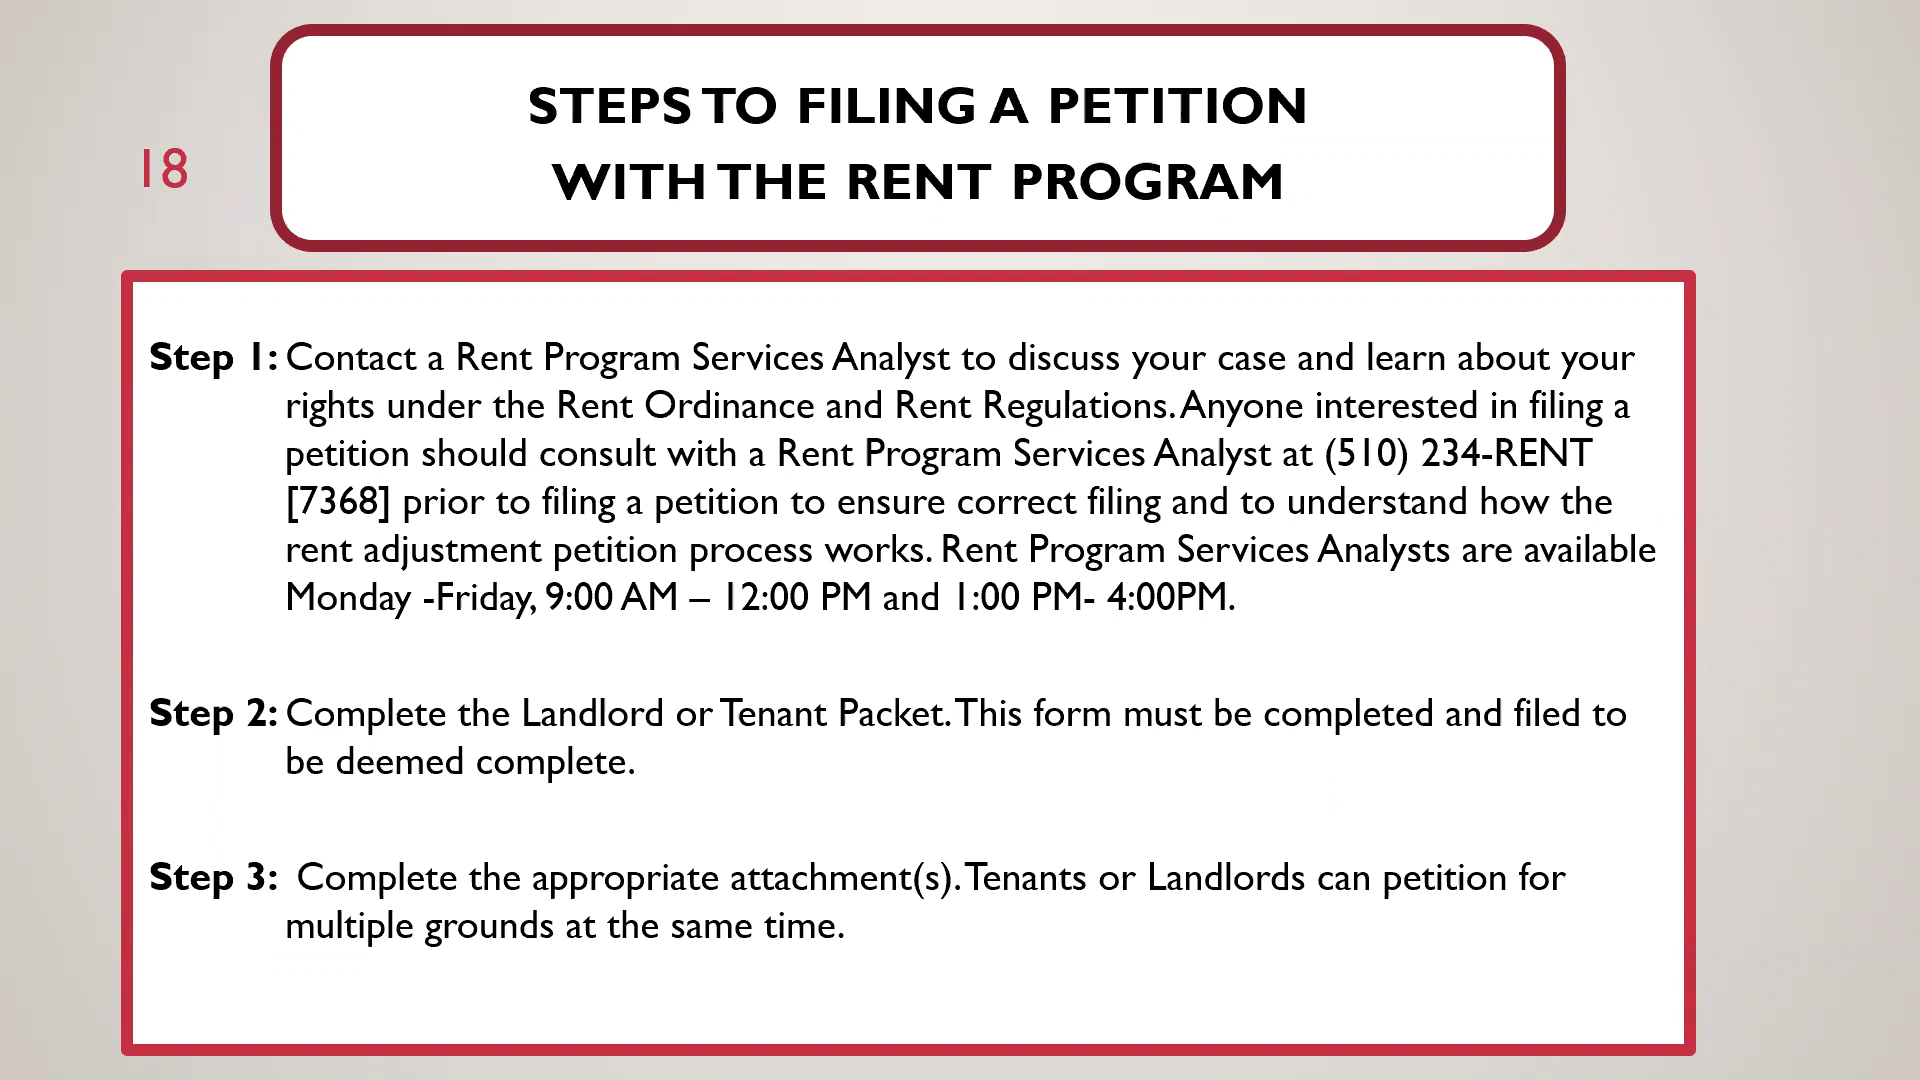 STEPS TO FILING A PETITION
WITH THE RENT PROGRAM
18
Step 1: Contact a Rent Program Services Analyst to discuss your case and learn about your
rights under the Rent Ordinance and Rent Regulations. Anyone interested in filing a
petition should consult with a Rent Program Services Analyst at (510) 234-RENT
[7368] prior to filing a petition to ensure correct filing and to understand how the
rent adjustment petition process works. Rent Program Services Analysts are available
Monday -Friday, 9:00 AM – 12:00 PM and 1:00 PM- 4:00PM.
Step 2: Complete the Landlord or Tenant Packet. This form must be completed and filed to
be deemed complete.
Step 3: Complete the appropriate attachment(s). Tenants or Landlords can petition for
multiple grounds at the same time.